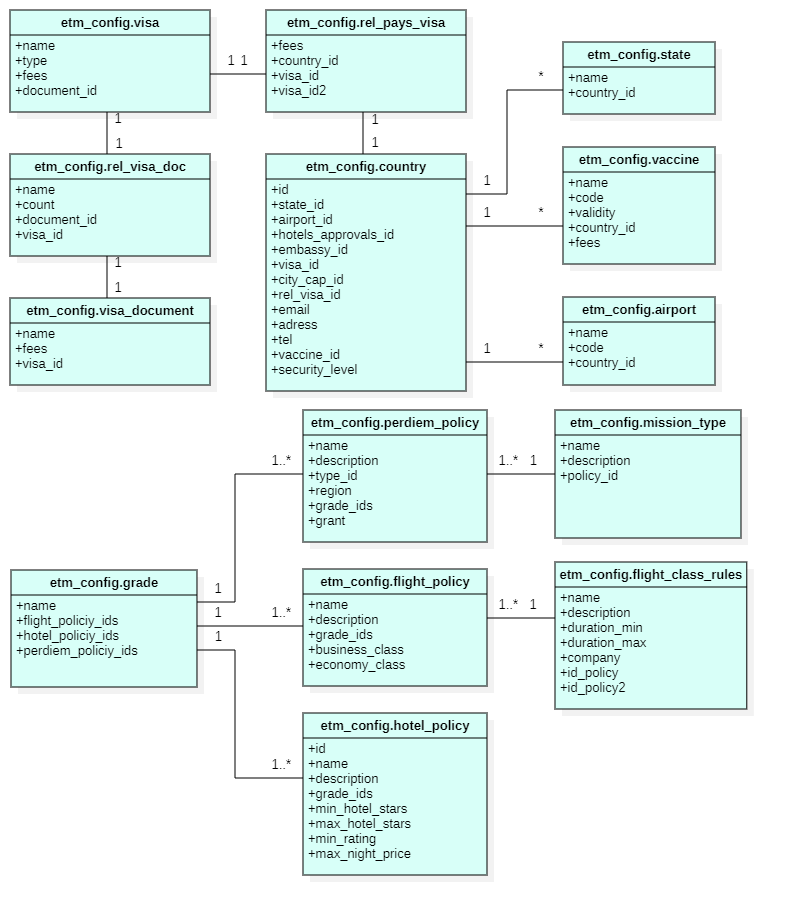 etm_config.visa
+name
+type
+fees
+document_id
1 1
etm_config.rel_pays_visa
+fees
+country_id
+visa_id
+visa_id2
etm_config.state
+name
+country_id
*
1
1
1
1
etm_config.rel_visa_doc
+name
+count
+document_id
+visa_id
etm_config.country
+id
+state_id
+airport_id
+hotels_approvals_id
+embassy_id
+visa_id
+city_cap_id
+rel_visa_id
+email
+adress
+tel
+vaccine_id
+security_level
1
1 *
1 *
etm_config.vaccine
+name
+code
+validity
+country_id
+fees
1
1
etm_config.visa_document
+name
+fees
+visa_id
etm_config.airport
+name
+code
+country_id
etm_config.perdiem_policy
+name
+description
+type_id
+region
+grade_ids
+grant
1..*
1..* 1
etm_config.mission_type
+name
+description
+policy_id
etm_config.grade
+name
+flight_policiy_ids
+hotel_policiy_ids
+perdiem_policiy_ids
1
1 1..*
1
1..*
etm_config.flight_policy
+name
+description
+grade_ids
+business_class
+economy_class
1..* 1
etm_config.flight_class_rules
+name
+description
+duration_min
+duration_max
+company
+id_policy
+id_policy2
etm_config.hotel_policy
+id
+name
+description
+grade_ids
+min_hotel_stars
+max_hotel_stars
+min_rating
+max_night_price